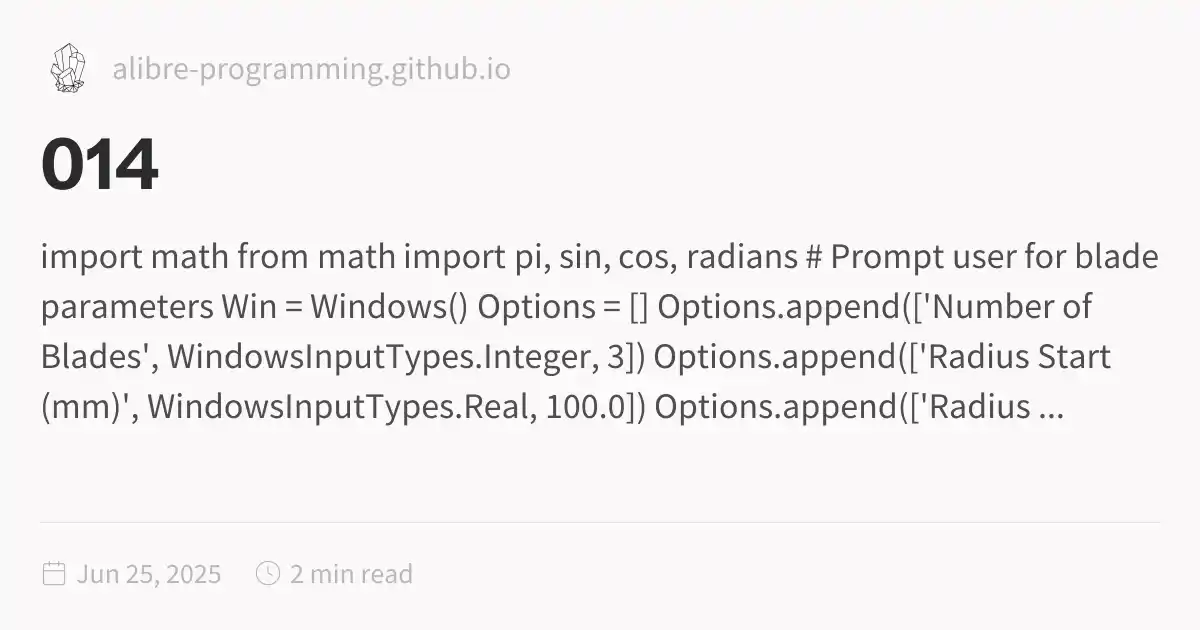 alibre-programming.github.io
014
import math from math import pi, sin, cos, radians # Prompt user for blade
parameters Win = Windows() Options = [] Options.append(['Number of
Blades', WindowsInputTypes.Integer, 3]) Options.append(['Radius Start
(mm)', WindowsInputTypes.Real, 100.0]) Options.append(['Radius ...
Jun 25, 2025 2 min read